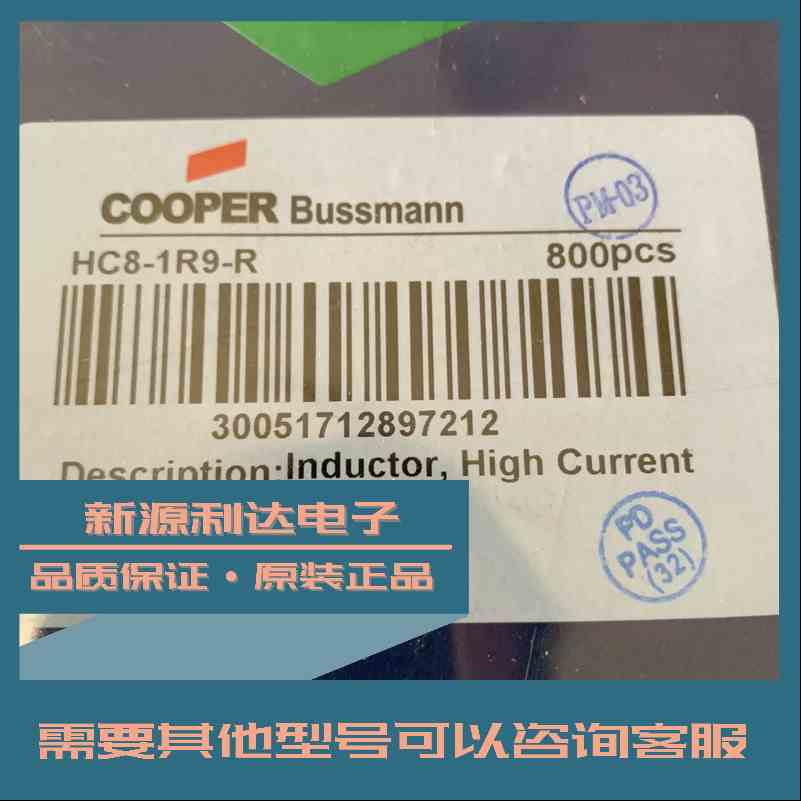 COOPER Bussmann
PW-03
HC8-1R9-R 800pcs
30051712897212
Description:Inductor, High Current
新源利达电子
品质保证·原装正品
PD
PASS
(32)
需要其他型号可以咨询客服